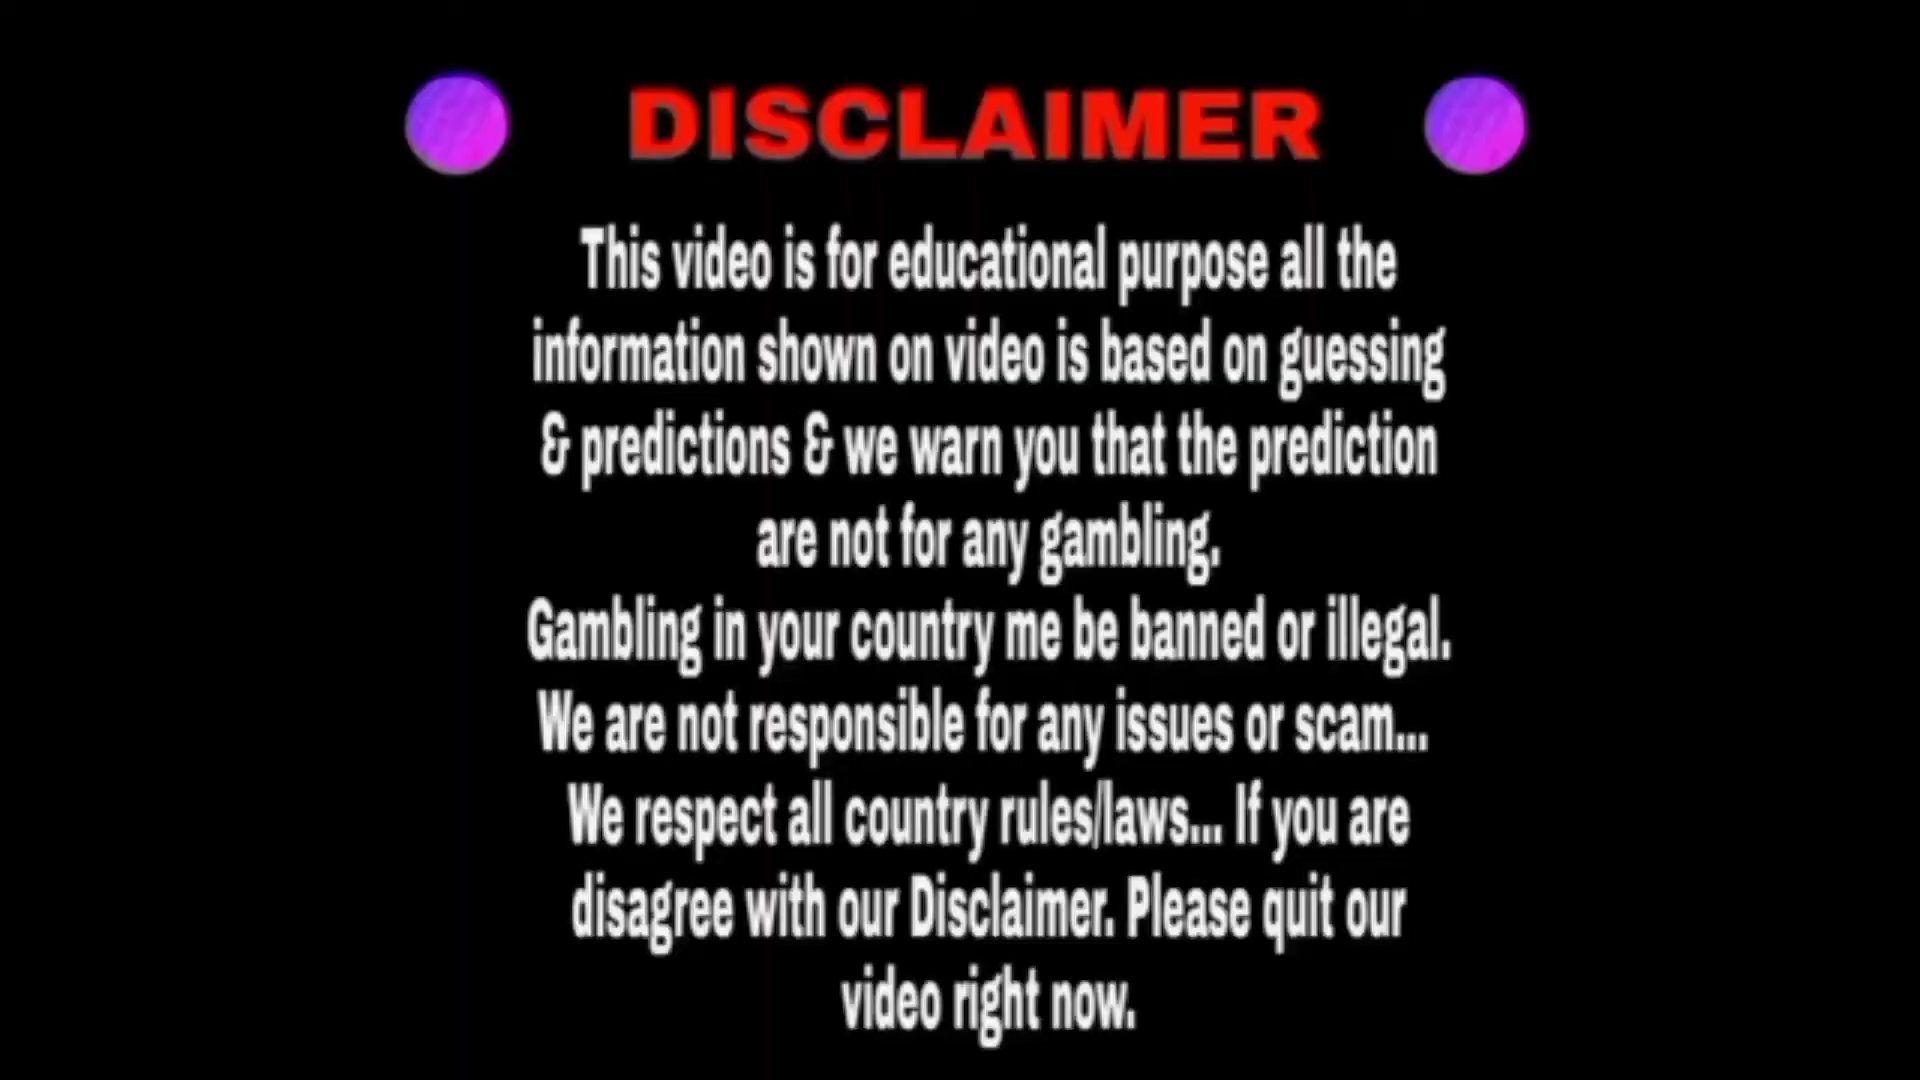 DISCLAIMER
This video is for educational purpose all the
information shown on video is based on guessing
& predictions & we warn you that the prediction
are not for any gambling.
Gambling in your country me be banned or illegal.
We are not responsible for any issues or scam...
We respect all country rules/laws... If you are
disagree with our Disclaimer. Please quit our
video right now.